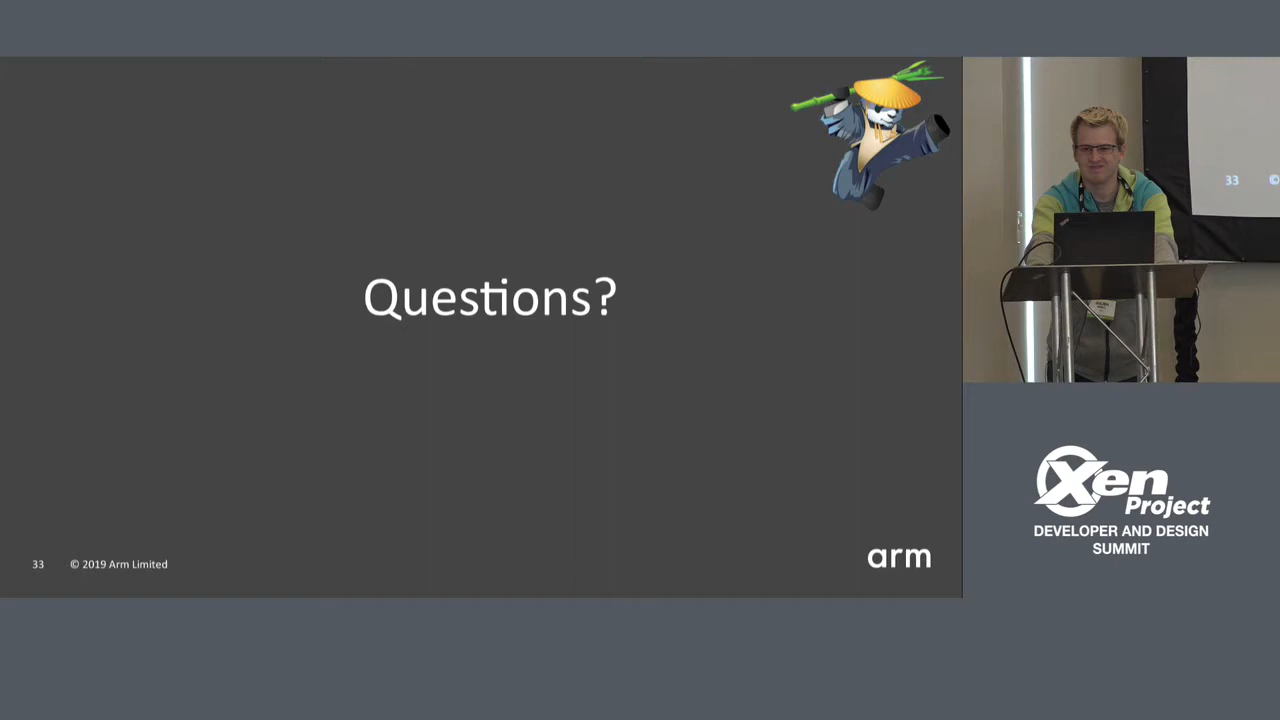 Questions?
33 © 2019 Arm Limited
arm
33 ©
Xen
Project
DEVELOPER AND DESIGN
SUMMIT